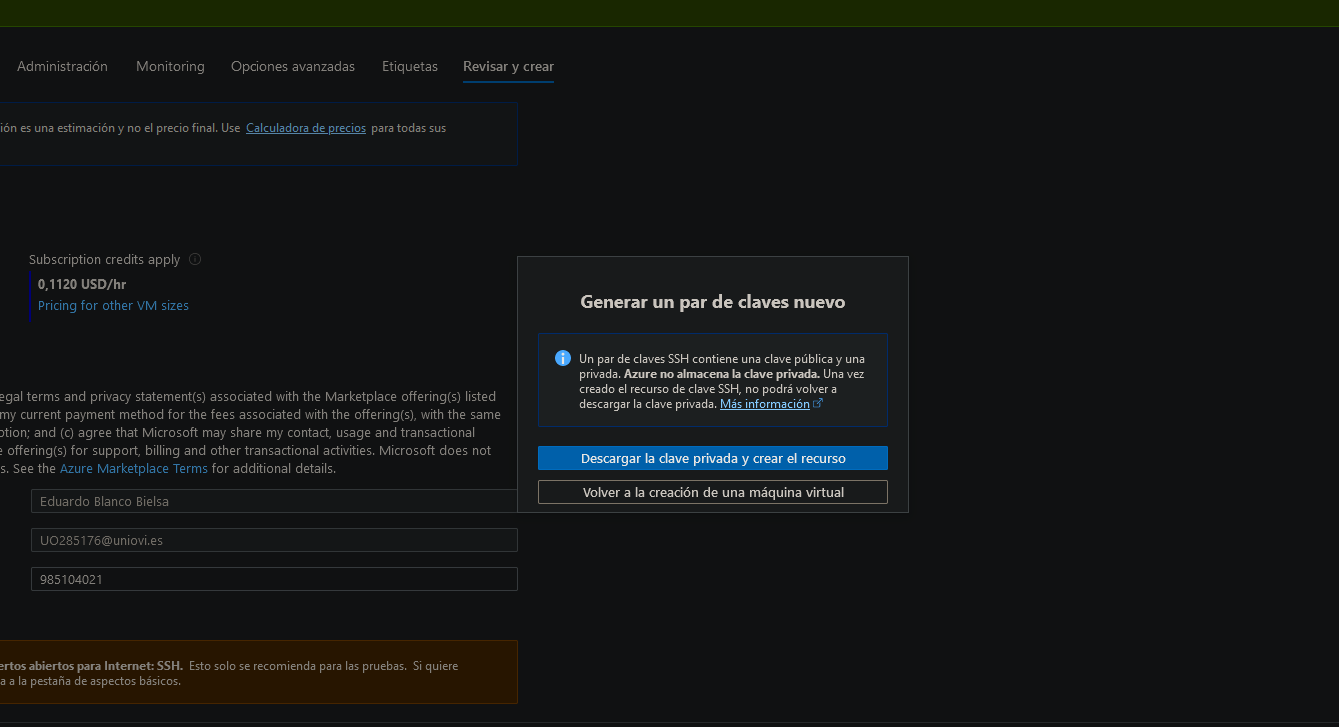 Administración Monitoring Opciones avanzadas Etiquetas Revisar y crear
ión es una estimación y no el precio final. Use Calculadora de precios para todas sus
Subscription credits apply
0,1120 USD/hr
Pricing for other VM sizes
Generar un par de claves nuevo
Un par de claves SSH contiene una clave pública y una
privada. Azure no almacena la clave privada. Una vez
creado el recurso de clave SSH, no podrá volver a
descargar la clave privada. Más información
Descargar la clave privada y crear el recurso
Volver a la creación de una máquina virtual
egal terms and privacy statement(s) associated with the Marketplace offering(s) listed
my current payment method for the fees associated with the offering(s), with the same
ption; and (c) agree that Microsoft may share my contact, usage and transactional
e offering(s) for support, billing and other transactional activities. Microsoft does not
s. See the Azure Marketplace Terms for additional details.
Eduardo Blanco Bielsa
UO285176@uniovi.es
985104021
ertos abiertos para Internet: SSH. Esto solo se recomienda para las pruebas. Si quiere
a a la pestaña de aspectos básicos.